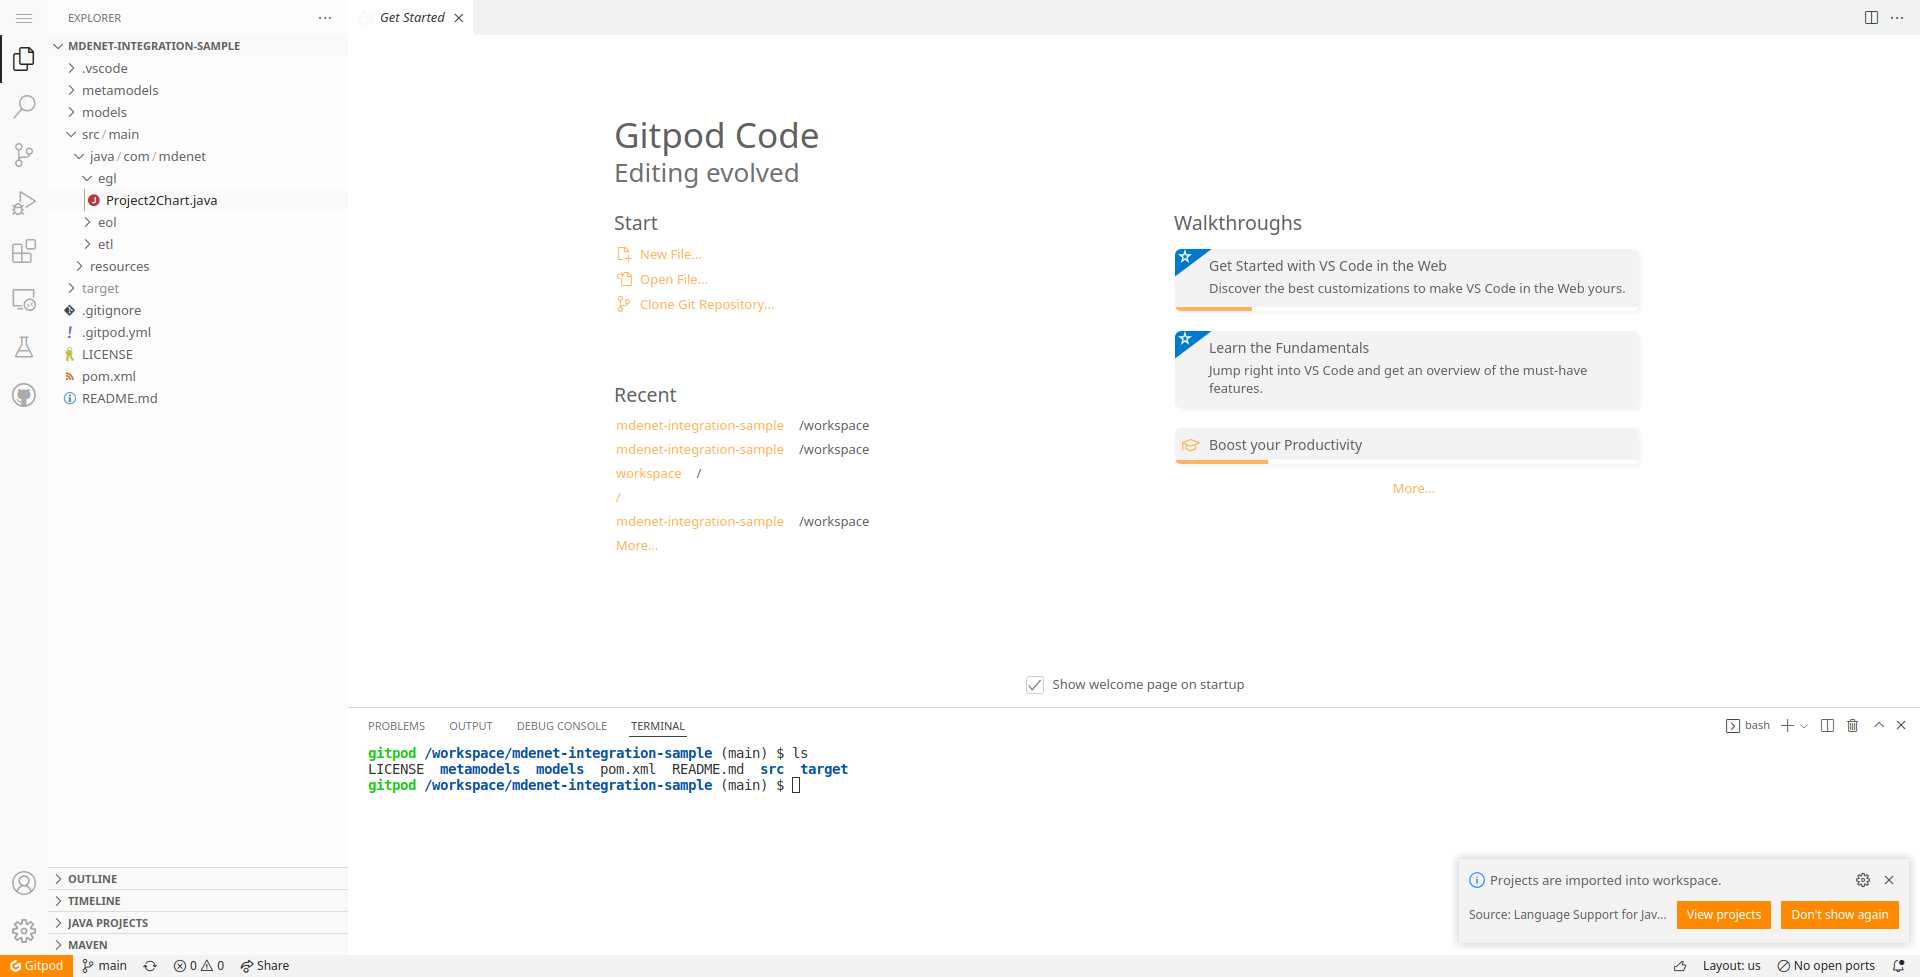 EXPLORER
Get Started
MDENET-INTEGRATION-SAMPLE
.vscode
metamodels
models
src / main
java / com / mdenet
egl
Project2Chart.java
eol
etl
resources
target
.gitignore
.gitpod.yml
LICENSE
pom.xml
README.md
OUTLINE
TIMELINE
JAVA PROJECTS
MAVEN
Gitpod Code
Editing evolved
Start
New File...
Open File...
Clone Git Repository...
Recent
mdenet-integration-sample /workspace
mdenet-integration-sample /workspace
workspace /
/
mdenet-integration-sample /workspace
More...
Walkthroughs
Get Started with VS Code in the Web
Discover the best customizations to make VS Code in the Web yours.
Learn the Fundamentals
Jump right into VS Code and get an overview of the must-have
features.
Boost your Productivity
More...
Show welcome page on startup
PROBLEMS OUTPUT DEBUG CONSOLE TERMINAL
bash
gitpod /workspace/mdenet-integration-sample (main) $ ls
LICENSE metamodels models pom.xml README.md src target
gitpod /workspace/mdenet-integration-sample (main) $
Projects are imported into workspace.
Source: Language Support for Jav...
View projects
Don't show again
Gitpod main 0 0 Share
Layout: us No open ports